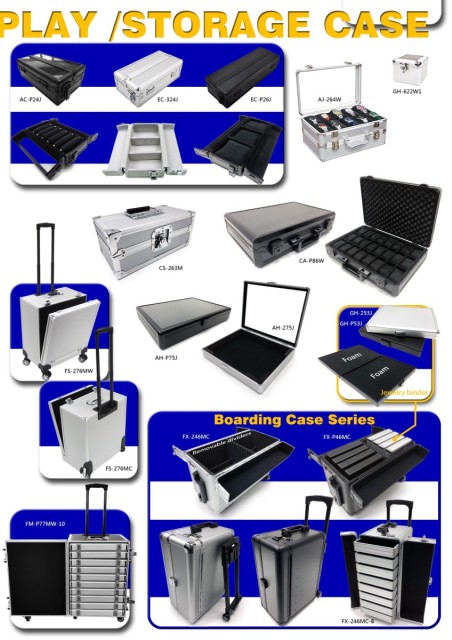 PLAY /STORAGE CASE
AC-P24J
EC-324J
EC-P26J
AJ-264W
GH-622W1
CS-263M
CA-P86W
FS-276MW
AH-P75J
AH-275J
GH-253J
GH-P53J
Foam
Foam
Jewelry binder
FS-276MC
Boarding Case Series
FX-246MC
FX-P46MC
Removable dividers
FM-P77MW-10
FX-246MC-8